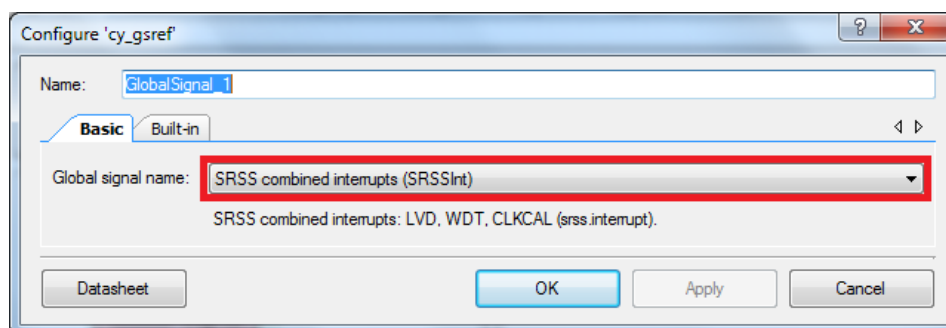 Configure 'cy_gsref'
Name: GlobalSignal_1
Basic Built-in
Global signal name: SRSS combined interrupts (SRSSInt)
SRSS combined interrupts: LVD, WDT, CLKCAL (srss.interrupt).
Datasheet OK Apply Cancel